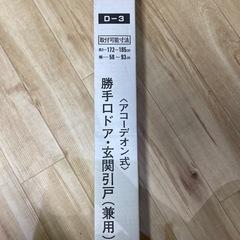 D-3
取付可能寸法
高さ-172~185cm
幅-58~93cm
〈アコーデオン式〉
勝手口ドア・玄関引戸(兼用)